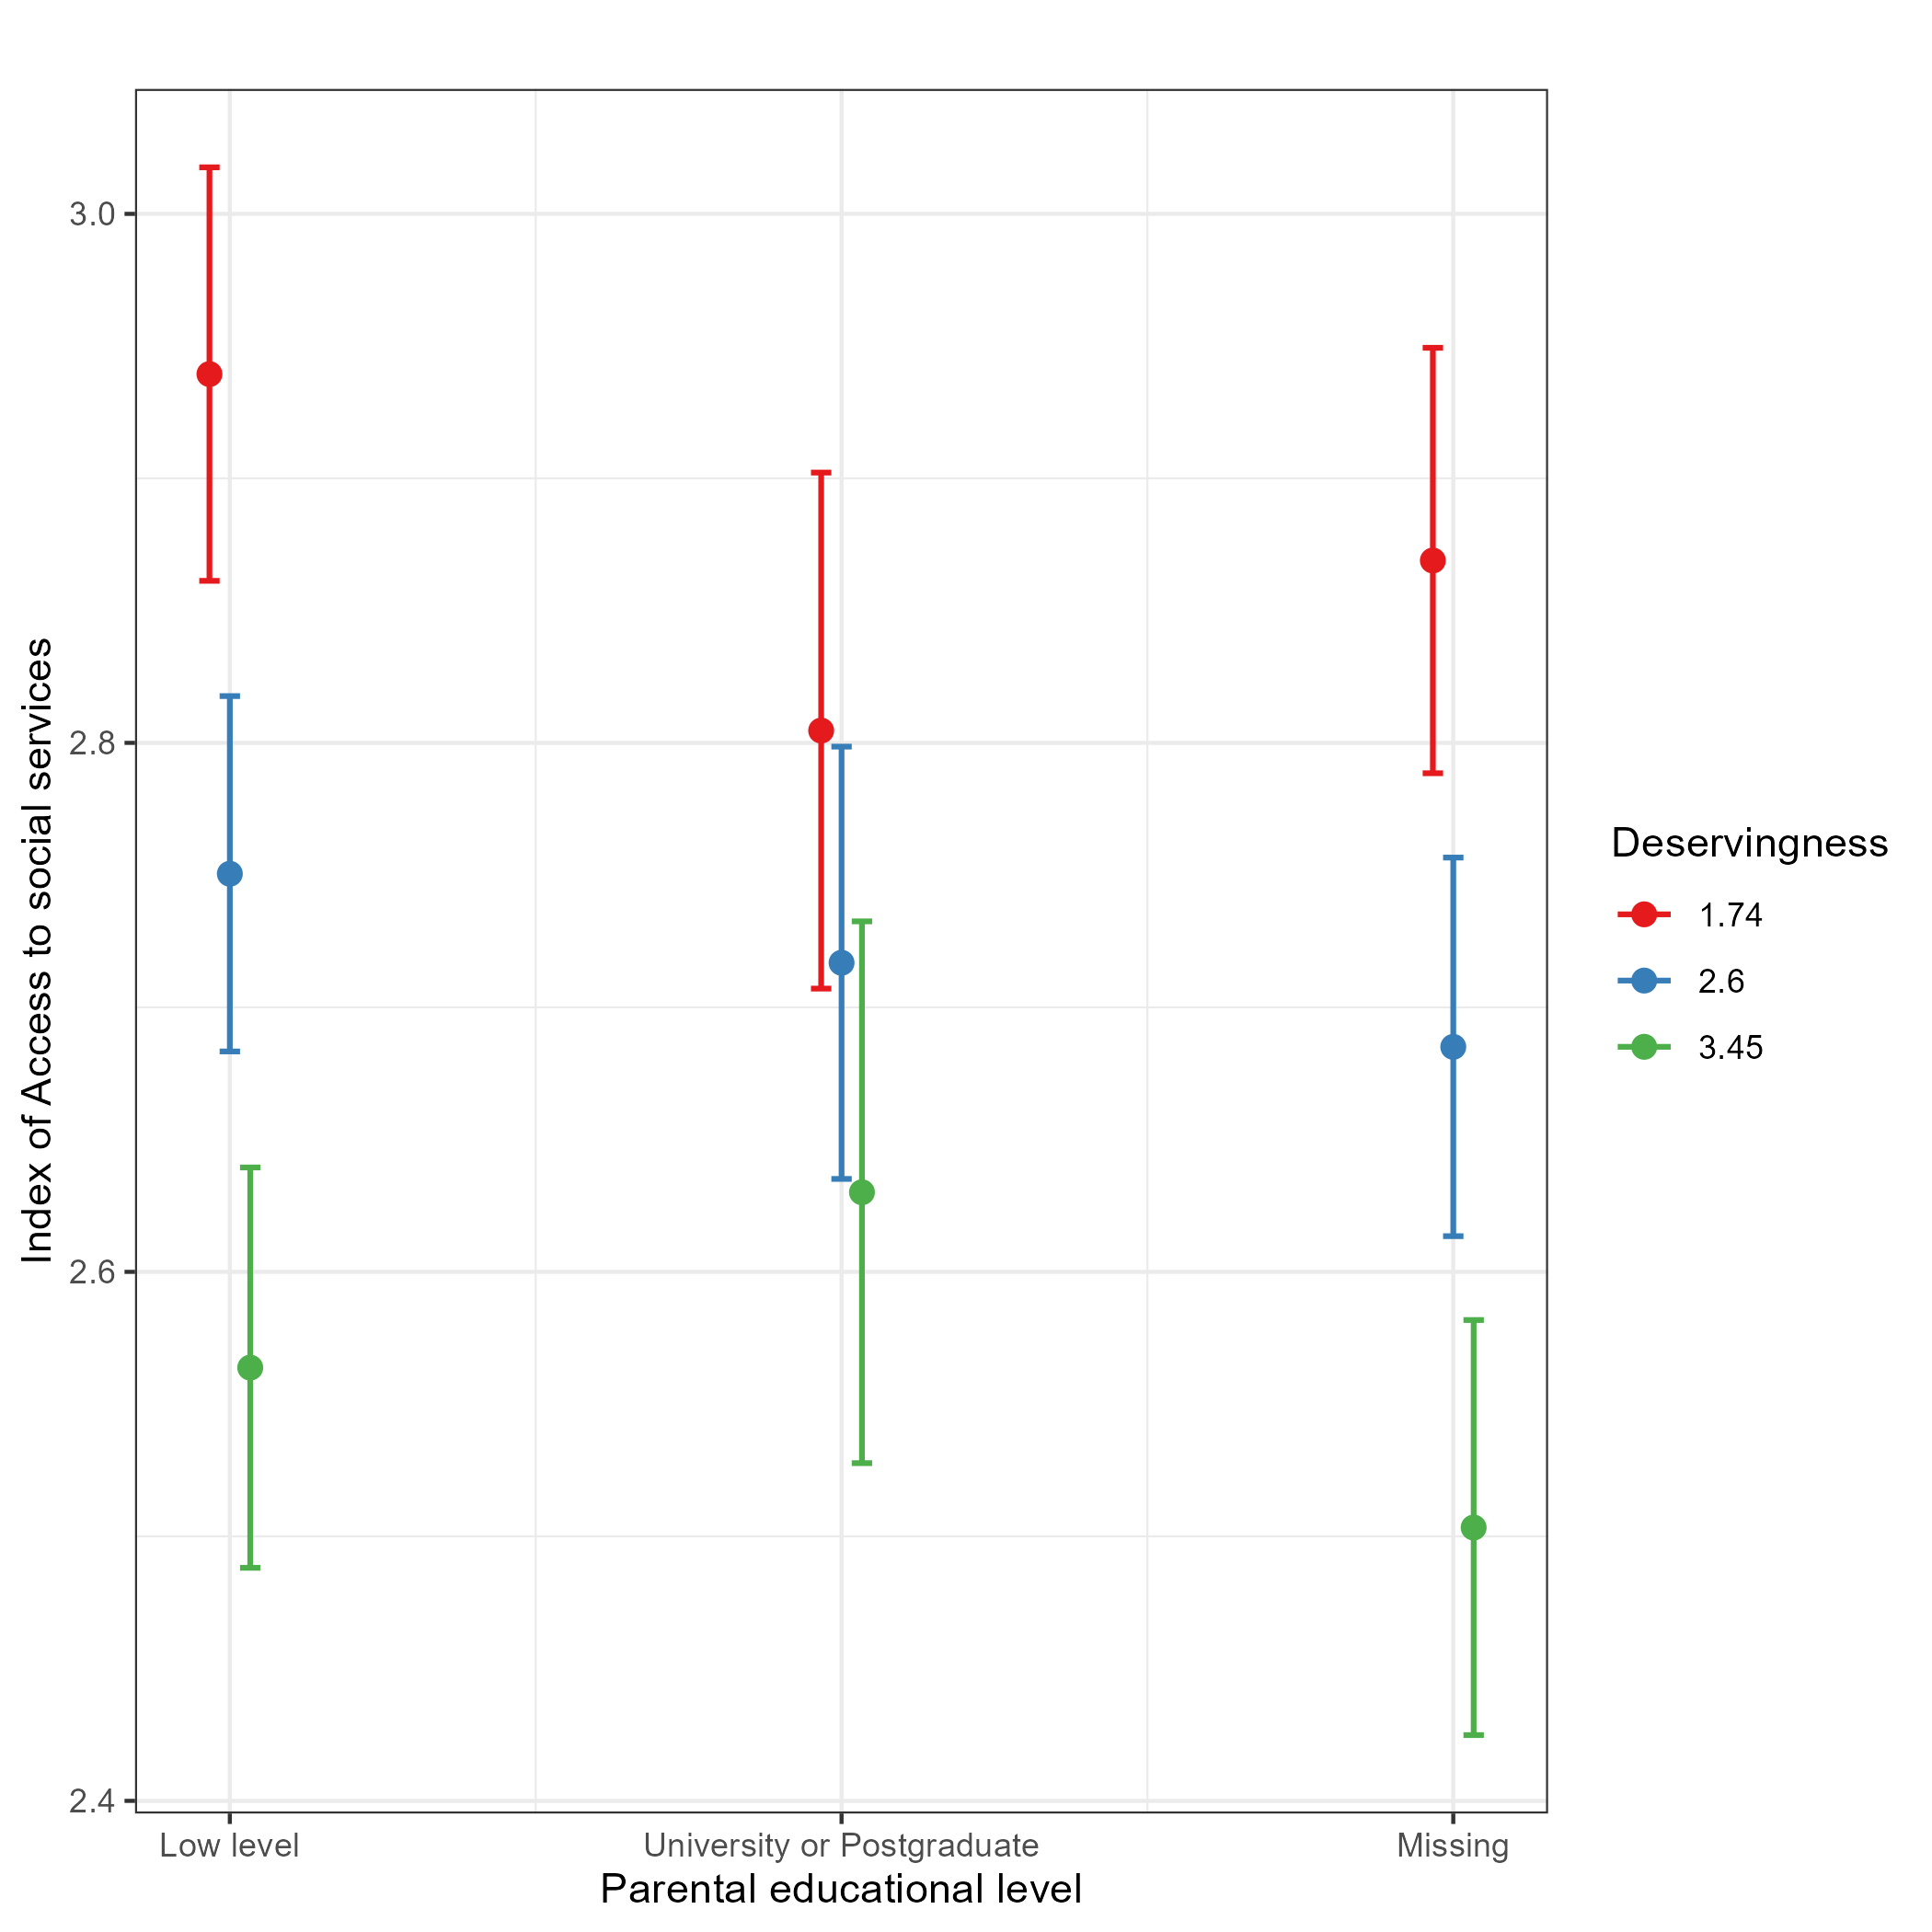 Index of Access to social services
3.0
2.8
2.6
2.4
Low level
University or Postgraduate
Missing
Parental educational level
Deservingness
1.74
2.6
3.45